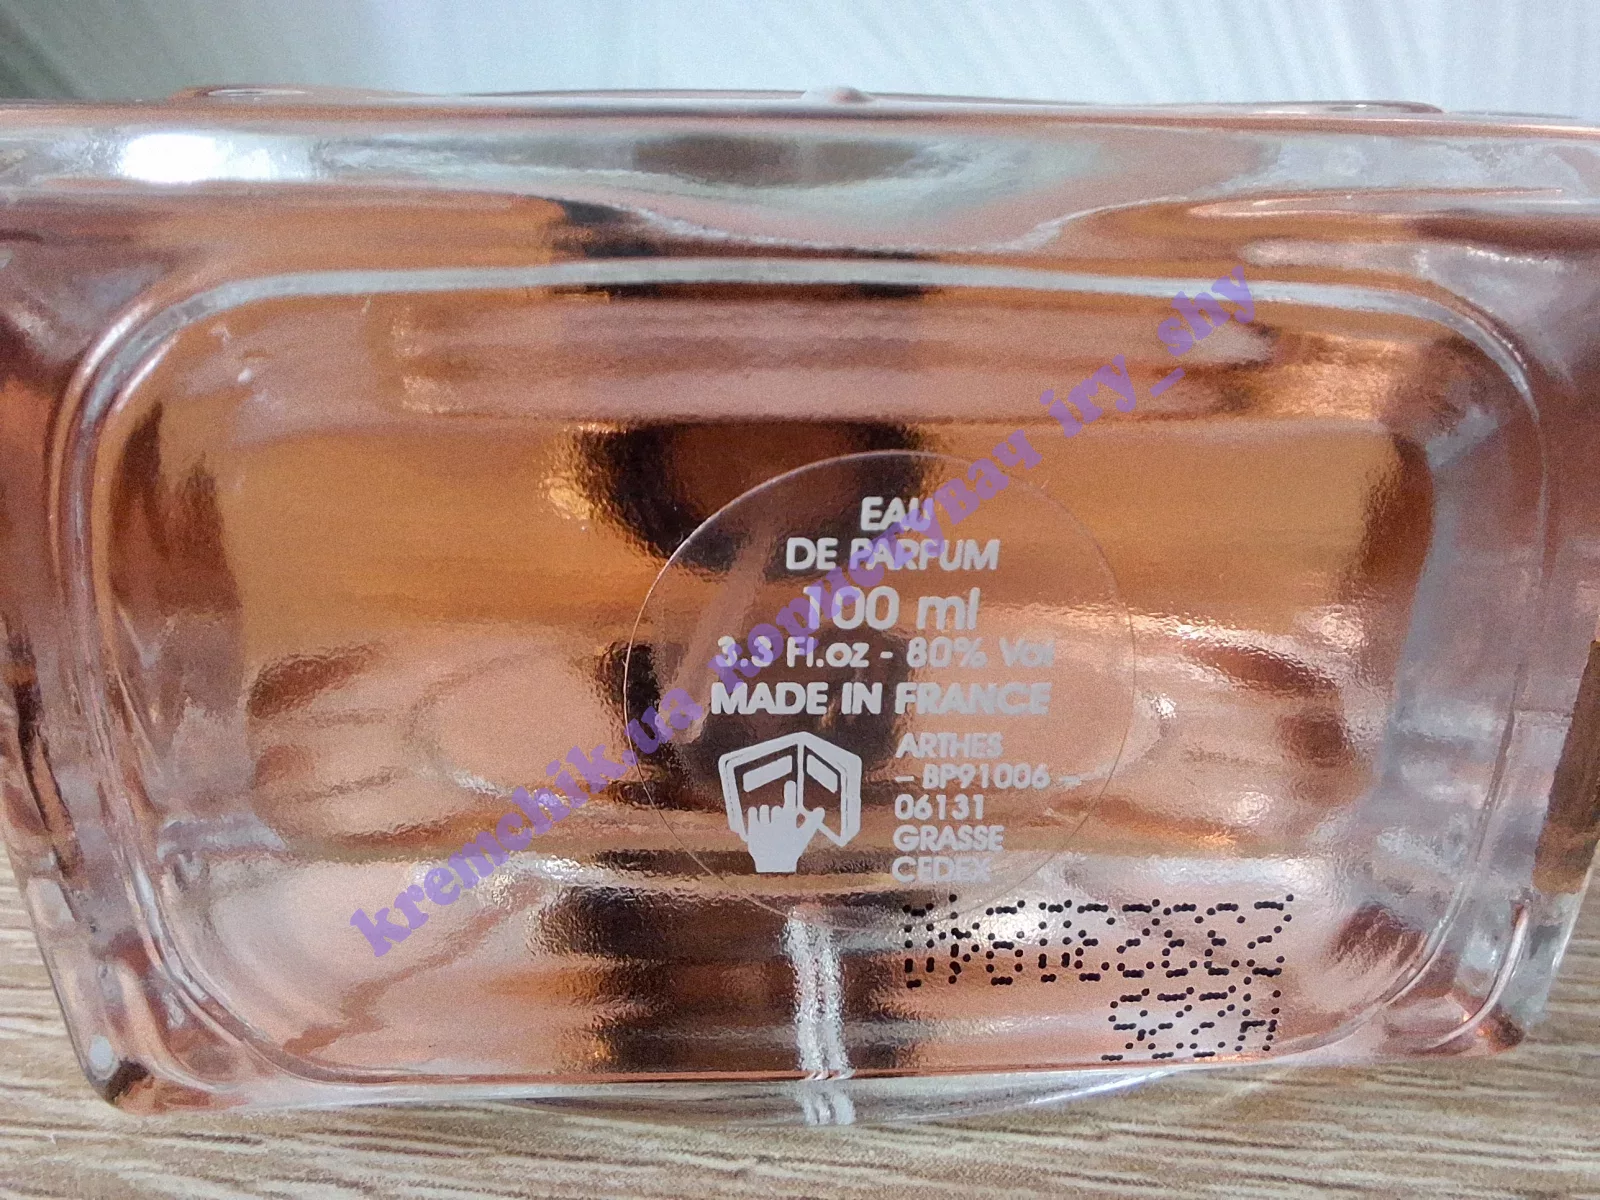 EAU
DE PARFUM
100 ml
3.3 Fl.oz - 80% Vol
MADE IN FRANCE
ARTHES
- BP91006 -
06131
GRASSE
CEDEX
kremchik.ua
iry_shy